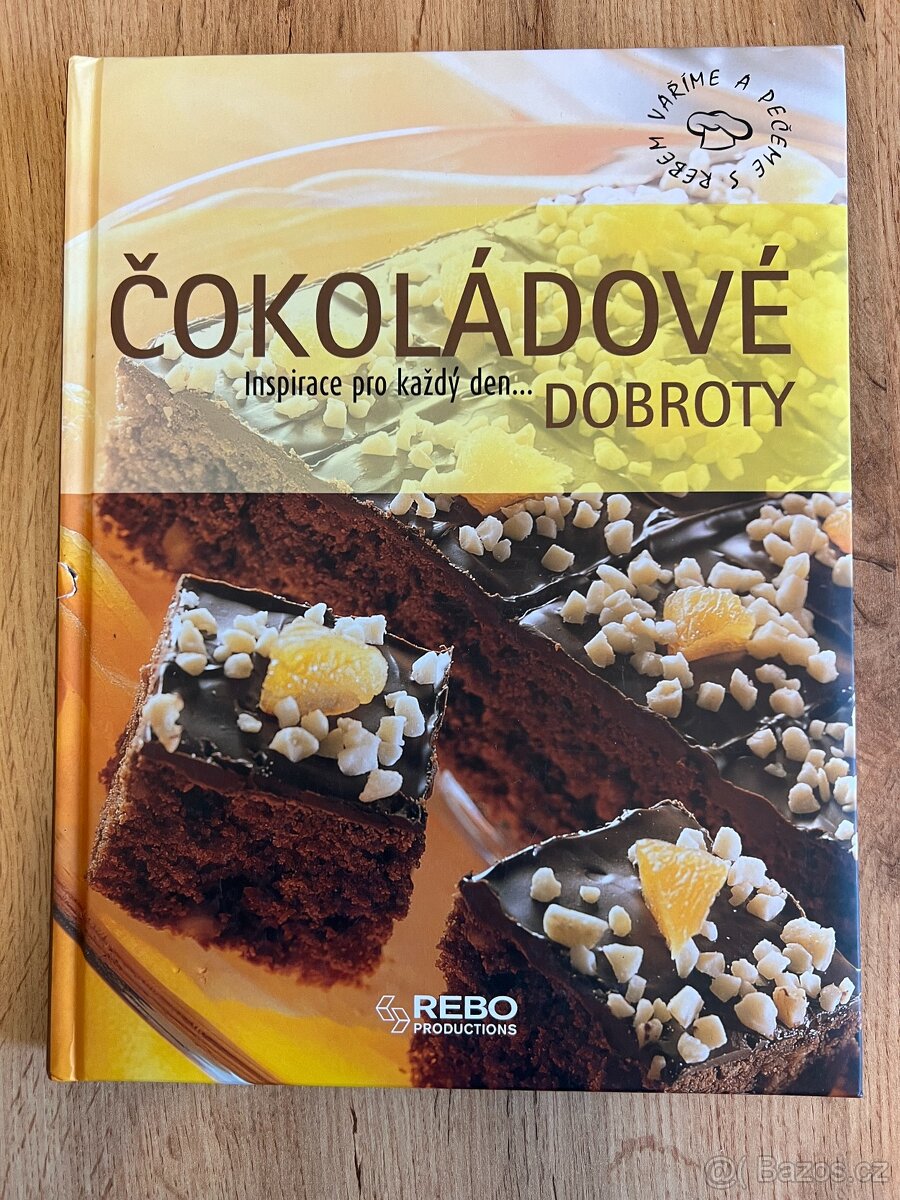 VAŘÍME A PEČEME S REBEM
ČOKOLÁDOVÉ
Inspirace pro každý den...
DOBROTY
REBO
PRODUCTIONS
@ Bazos.cz